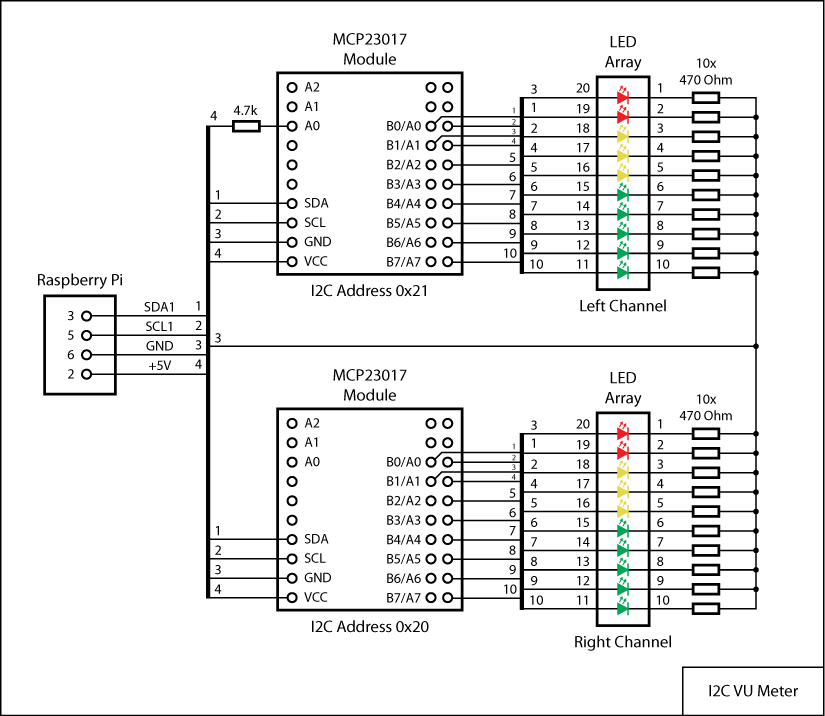 MCP23017
Module
LED
Array
10x
470 Ohm
A2
A1
4 4.7k A0 B0/A0 1 2
B1/A1 3 4
B2/A2 5
B3/A3 6
1 SDA B4/A4 7
2 SCL B5/A5 8
3 GND B6/A6 9
4 VCC B7/A7 10
3 20 1
1 19 2
2 18 3
4 17 4
5 16 5
6 15 6
7 14 7
8 13 8
9 12 9
10 11 10
I2C Address 0x21
Left Channel
Raspberry Pi
3 SDA1 1
5 SCL1 2
6 GND 3
2 +5V 4
3
MCP23017
Module
LED
Array
10x
470 Ohm
A2
A1
A0 B0/A0 1 2
B1/A1 3 4
B2/A2 5
B3/A3 6
1 SDA B4/A4 7
2 SCL B5/A5 8
3 GND B6/A6 9
4 VCC B7/A7 10
3 20 1
1 19 2
2 18 3
4 17 4
5 16 5
6 15 6
7 14 7
8 13 8
9 12 9
10 11 10
I2C Address 0x20
Right Channel
I2C VU Meter